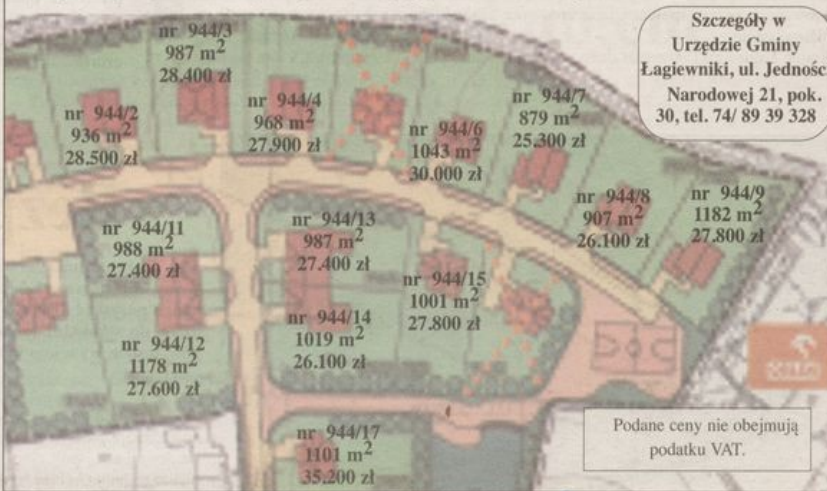 nr 944/3
987 m²
28.400 zł
Szczegóły w
Urzędzie Gminy
Łagiewniki, ul. Jednośc
Narodowej 21, pok.
30, tel. 74/ 89 39 328
nr 944/2
936 m²
28.500 zł
nr 944/4
968 m²
27.900 zł
nr 944/6
1043 m²
30.000 zł
nr 944/7
879 m²
25.300 zł
nr 944/8
907 m²
26.100 zł
nr 944/9
1182 m²
27.800 zł
nr 944/11
988 m²
27.400 zł
nr 944/13
987 m²
27.400 zł
nr 944/15
1001 m²
27.800 zł
nr 944/12
1178 m²
27.600 zł
nr 944/14
1019 m²
26.100 zł
nr 944/17
1101 m²
35.200 zł
Podane ceny nie obejmują
podatku VAT.